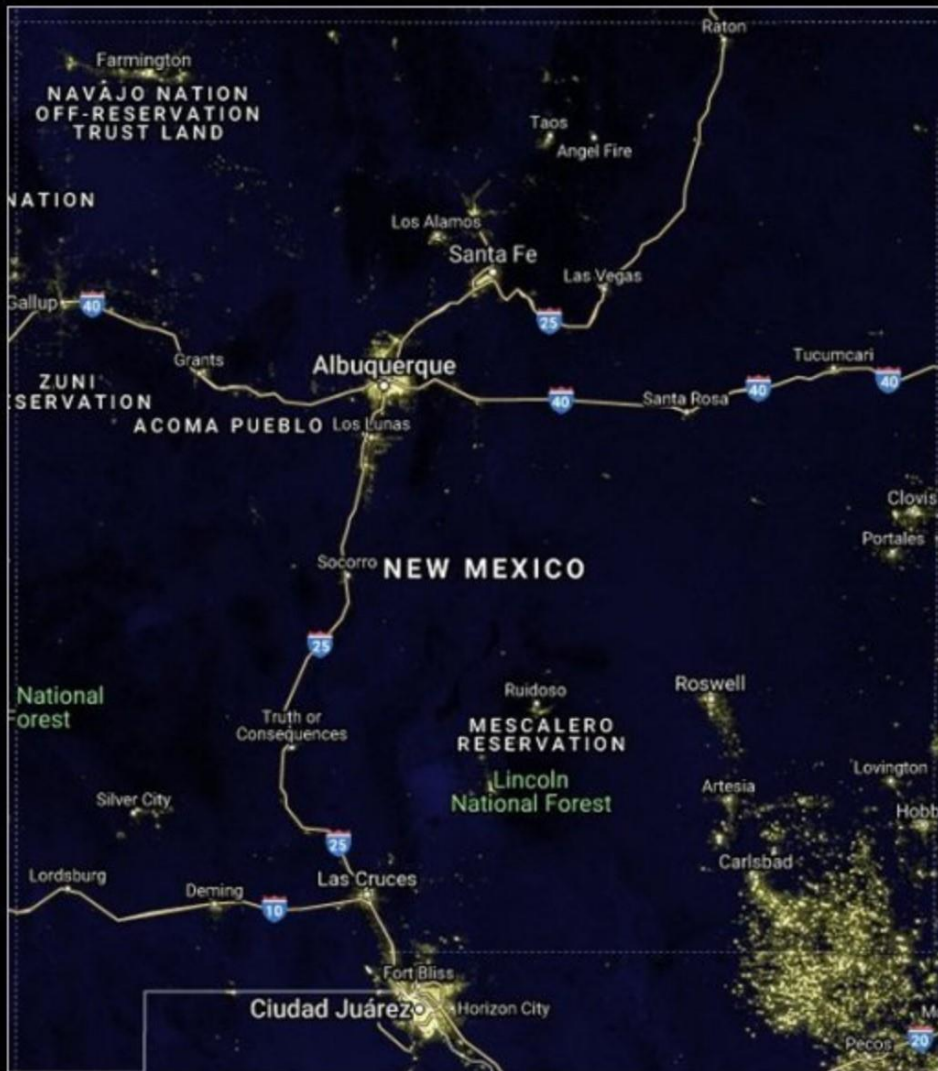 Raton
Farmington
NAVAJO NATION
OFF-RESERVATION
TRUST LAND
Taos
Angel Fire
NATION
Los Alamos
Santa Fe
Las Vegas
Gallup
40
25
Grants
Albuquerque
Tucumcari
40
40
40
Santa Rosa
ZUNI
ESERVATION
ACOMA PUEBLO
Los Lunas
Clovis
Portales
Socorro
NEW MEXICO
25
National
Forest
Ruidoso
Roswell
MESCALERO
RESERVATION
Truth or
Consequences
Lincoln
National Forest
Lovington
Artesia
Silver City
Hobb
25
Carlsbad
Lordsburg
Deming
Las Cruces
10
Fort Bliss
Ciudad Juárez
Horizon City
M
20
Pecos